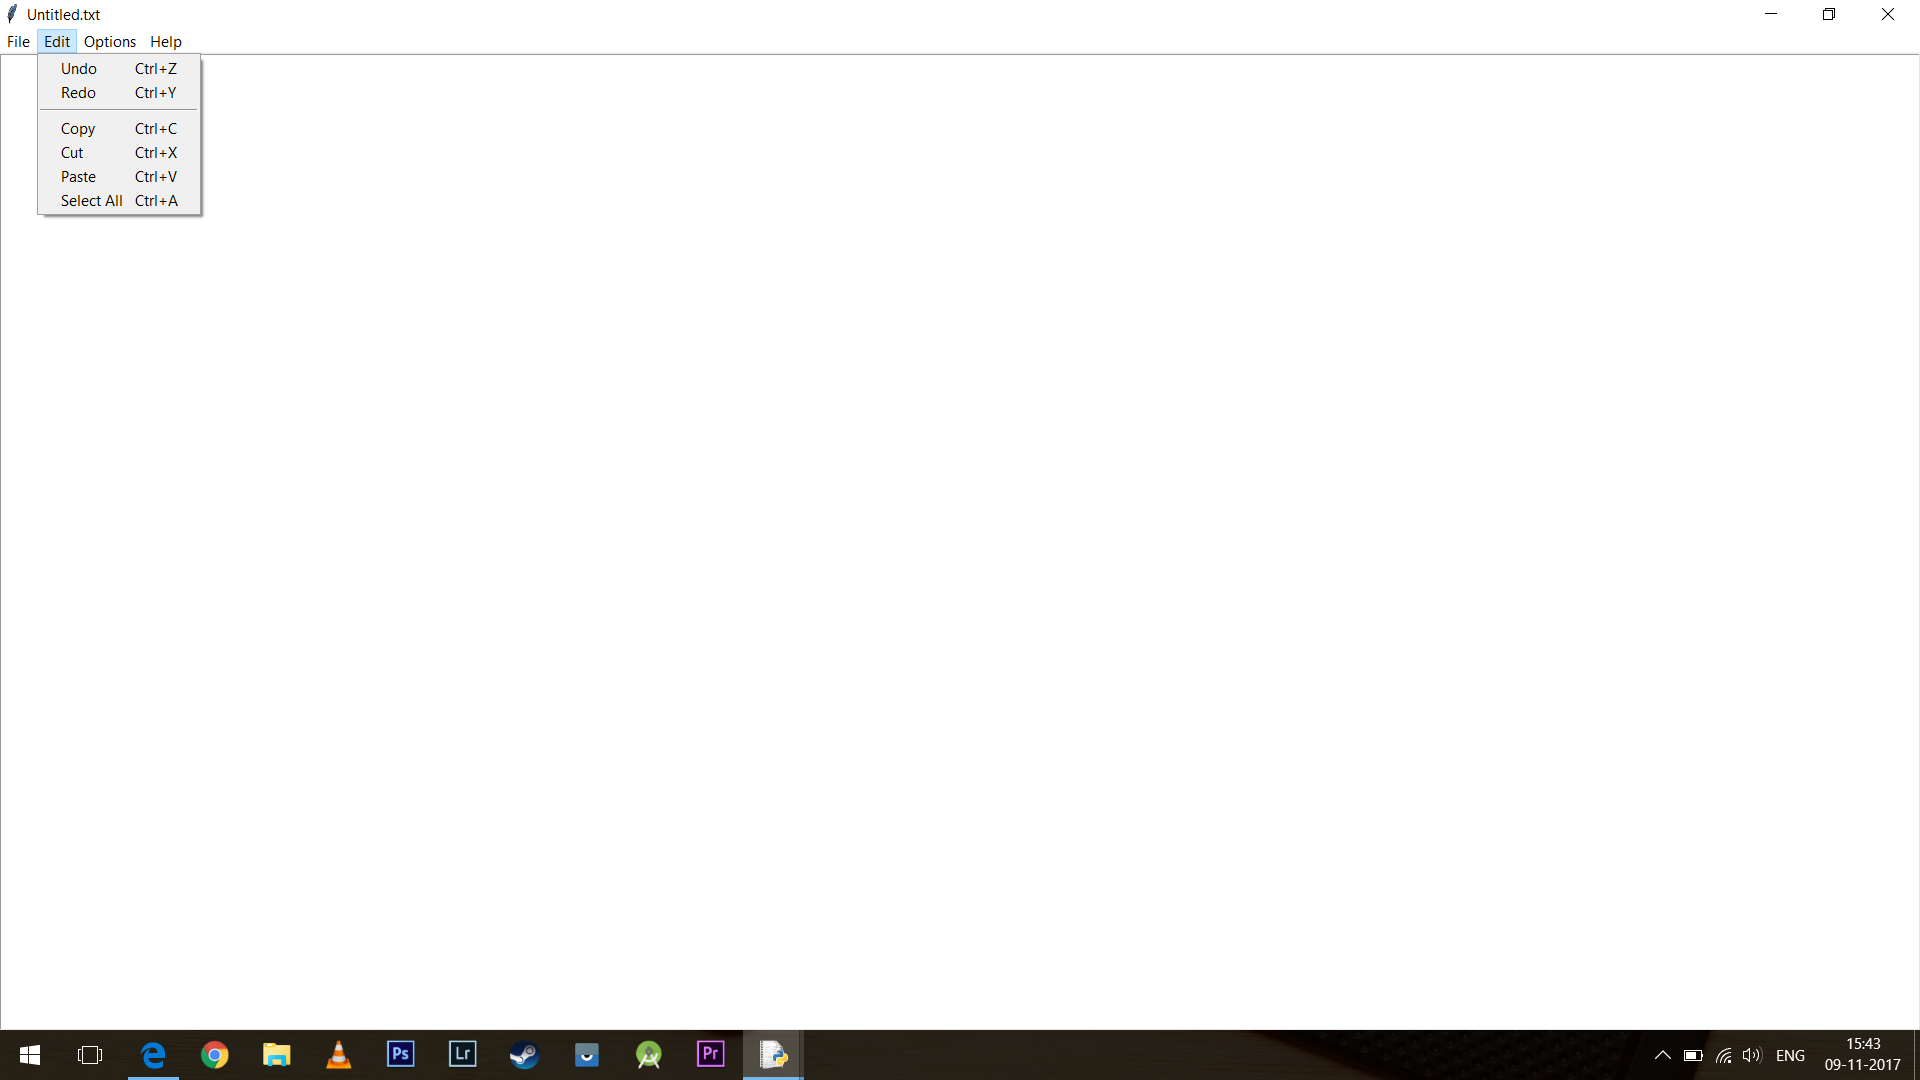 Untitled.txt
File Edit Options Help
Undo Ctrl+Z
Redo Ctrl+Y
Copy Ctrl+C
Cut Ctrl+X
Paste Ctrl+V
Select All Ctrl+A
Ps Lr Pr
ENG
15:43
09-11-2017